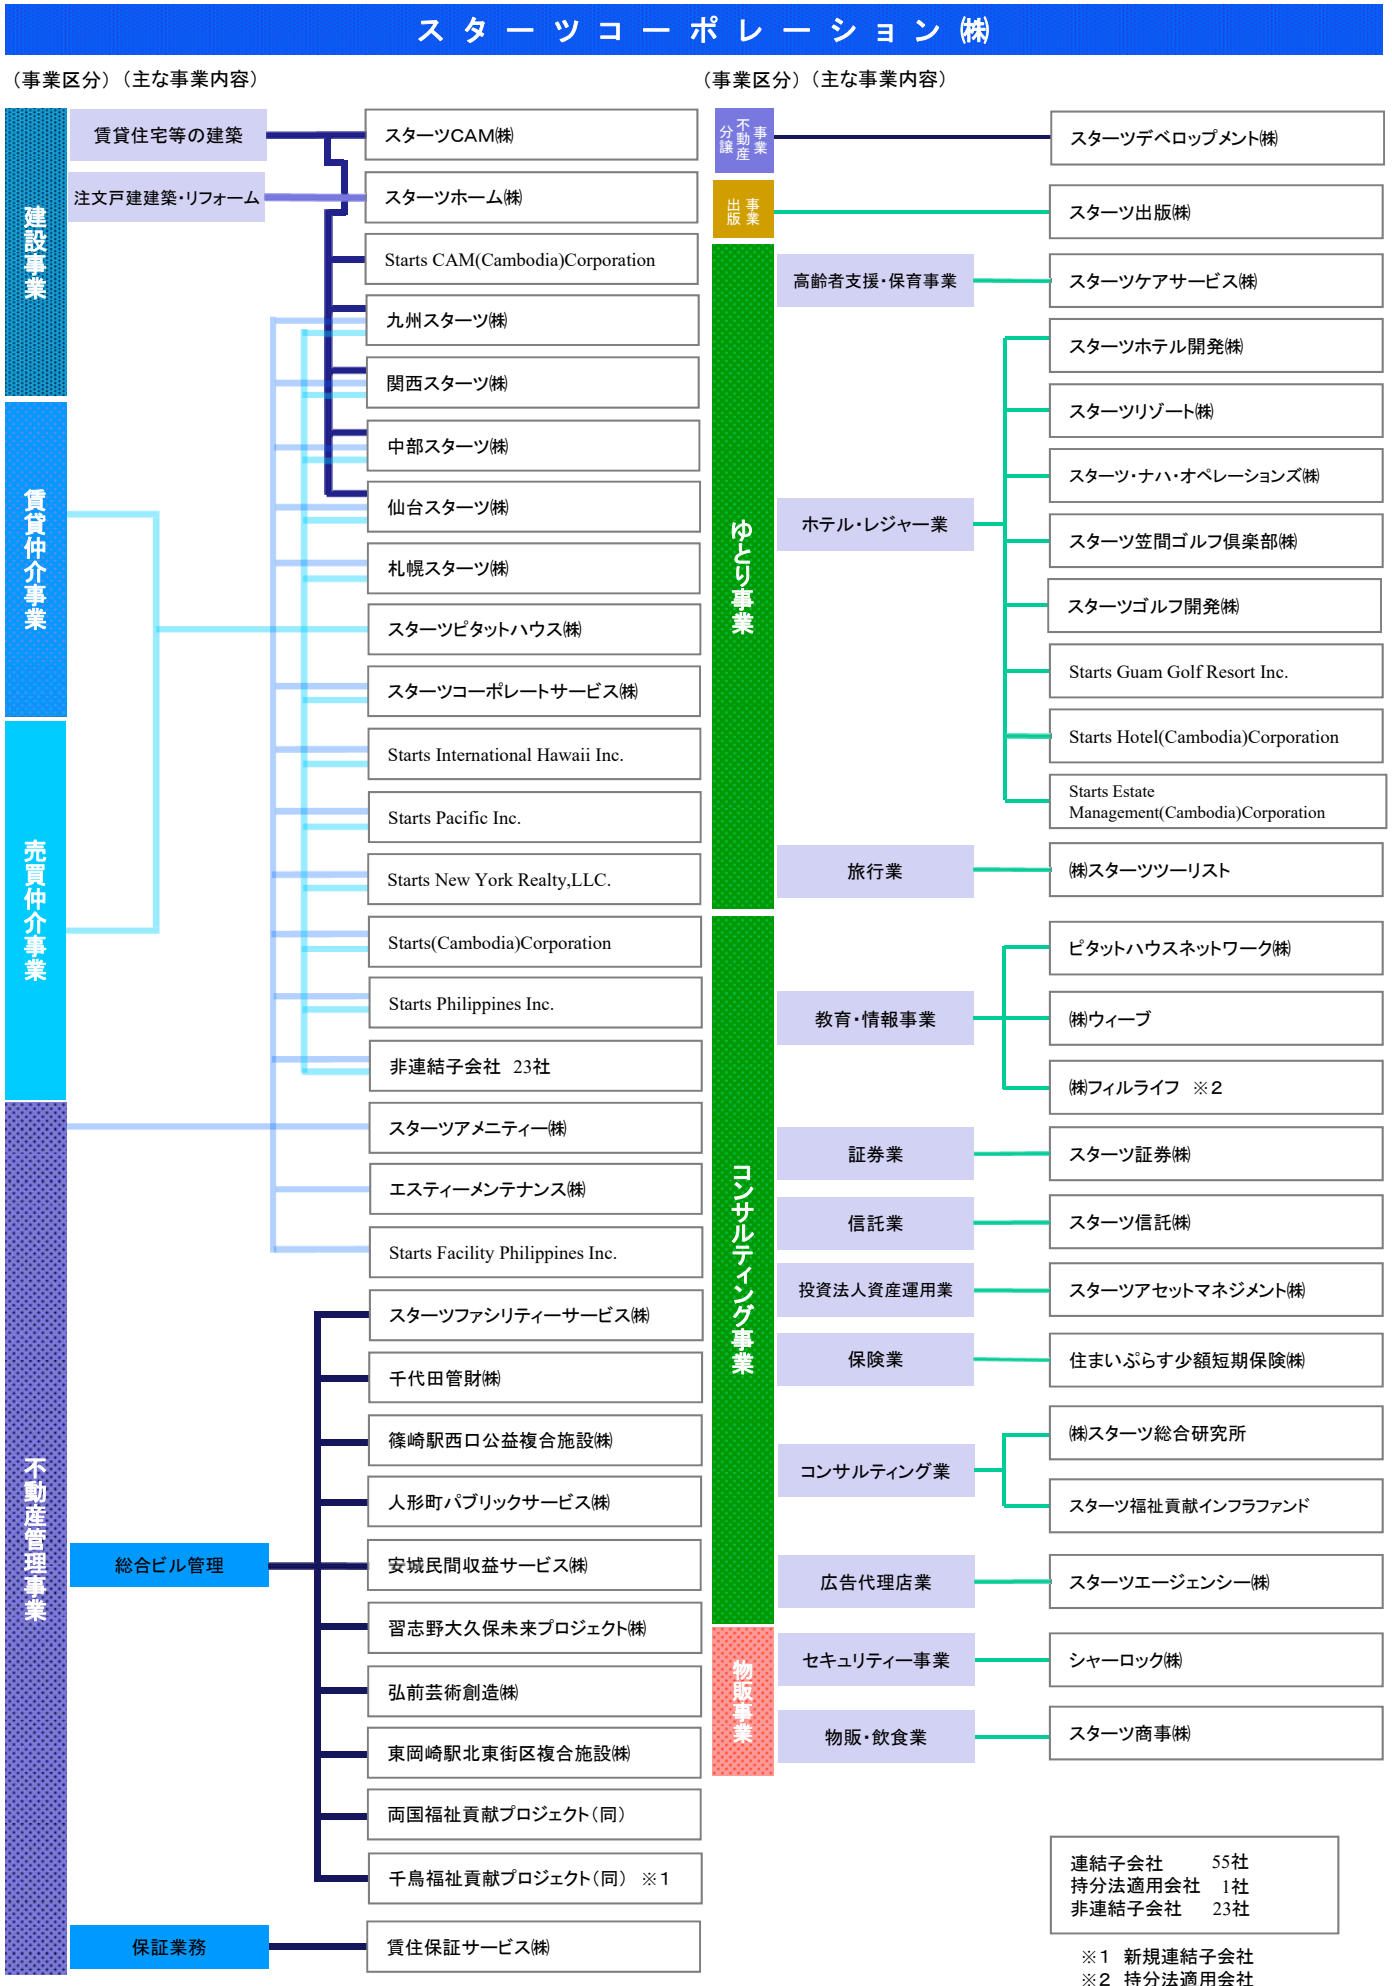 スターツコーポレーション㈱
（事業区分）（主な事業内容）
建設事業
賃貸住宅等の建築
注文戸建建築・リフォーム
賃貸仲介事業
売買仲介事業
不動産管理事業
総合ビル管理
保証業務
スターツCAM㈱
スターツホーム㈱
Starts CAM(Cambodia)Corporation
九州スターツ㈱
関西スターツ㈱
中部スターツ㈱
仙台スターツ㈱
札幌スターツ㈱
スターツピタットハウス㈱
スターツコーポレートサービス㈱
Starts International Hawaii Inc.
Starts Pacific Inc.
Starts New York Realty,LLC.
Starts(Cambodia)Corporation
Starts Philippines Inc.
非連結子会社 23社
スターツアメニティー㈱
エスティーメンテナンス㈱
Starts Facility Philippines Inc.
スターツファシリティーサービス㈱
千代田管財㈱
篠崎駅西口公益複合施設㈱
人形町パブリックサービス㈱
安城民間収益サービス㈱
習志野大久保未来プロジェクト㈱
弘前芸術創造㈱
東岡崎駅北東街区複合施設㈱
両国福祉貢献プロジェクト（同）
千鳥福祉貢献プロジェクト（同） ※１
賃住保証サービス㈱
（事業区分）（主な事業内容）
不動産分譲事業
スターツデベロップメント㈱
出版事業
スターツ出版㈱
ゆとり事業
高齢者支援・保育事業
スターツケアサービス㈱
ホテル・レジャー業
スターツホテル開発㈱
スターツリゾート㈱
スターツ・ナハ・オペレーションズ㈱
スターツ笠間ゴルフ倶楽部㈱
スターツゴルフ開発㈱
Starts Guam Golf Resort Inc.
Starts Hotel(Cambodia)Corporation
Starts Estate
Management(Cambodia)Corporation
旅行業
㈱スターツツーリスト
コンサルティング事業
教育・情報事業
ピタットハウスネットワーク㈱
㈱ウィーブ
㈱フィルライフ ※２
証券業
スターツ証券㈱
信託業
スターツ信託㈱
投資法人資産運用業
スターツアセットマネジメント㈱
保険業
住まいぷらす少額短期保険㈱
コンサルティング業
㈱スターツ総合研究所
スターツ福祉貢献インフラファンド
広告代理店業
スターツエージェンシー㈱
物販事業
セキュリティー事業
シャーロック㈱
物販・飲食業
スターツ商事㈱
連結子会社 55社
持分法適用会社 1社
非連結子会社 23社
※１ 新規連結子会社
※２ 持分法適用会社